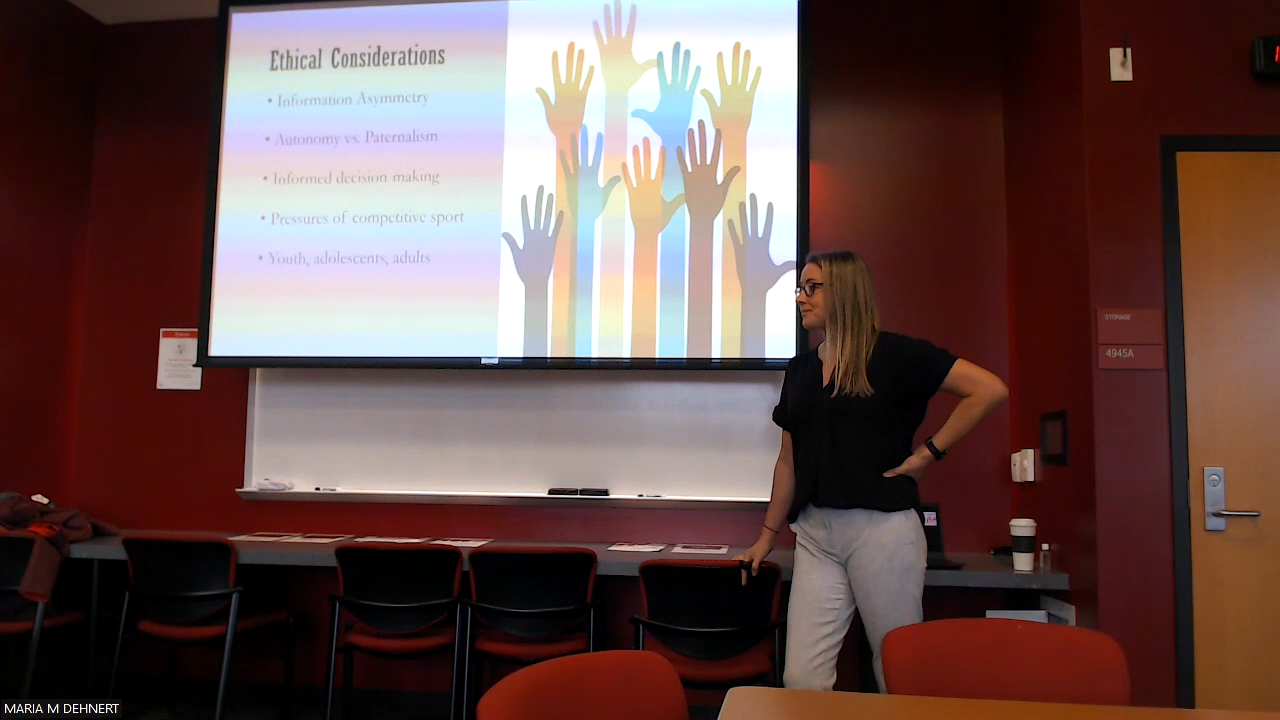 Ethical Considerations
• Information Asymmetry
• Autonomy vs. Paternalism
• Informed decision making
• Pressures of competitive sport
• Youth, adolescents, adults
STORAGE
4945A
MARIA M DEHNERT